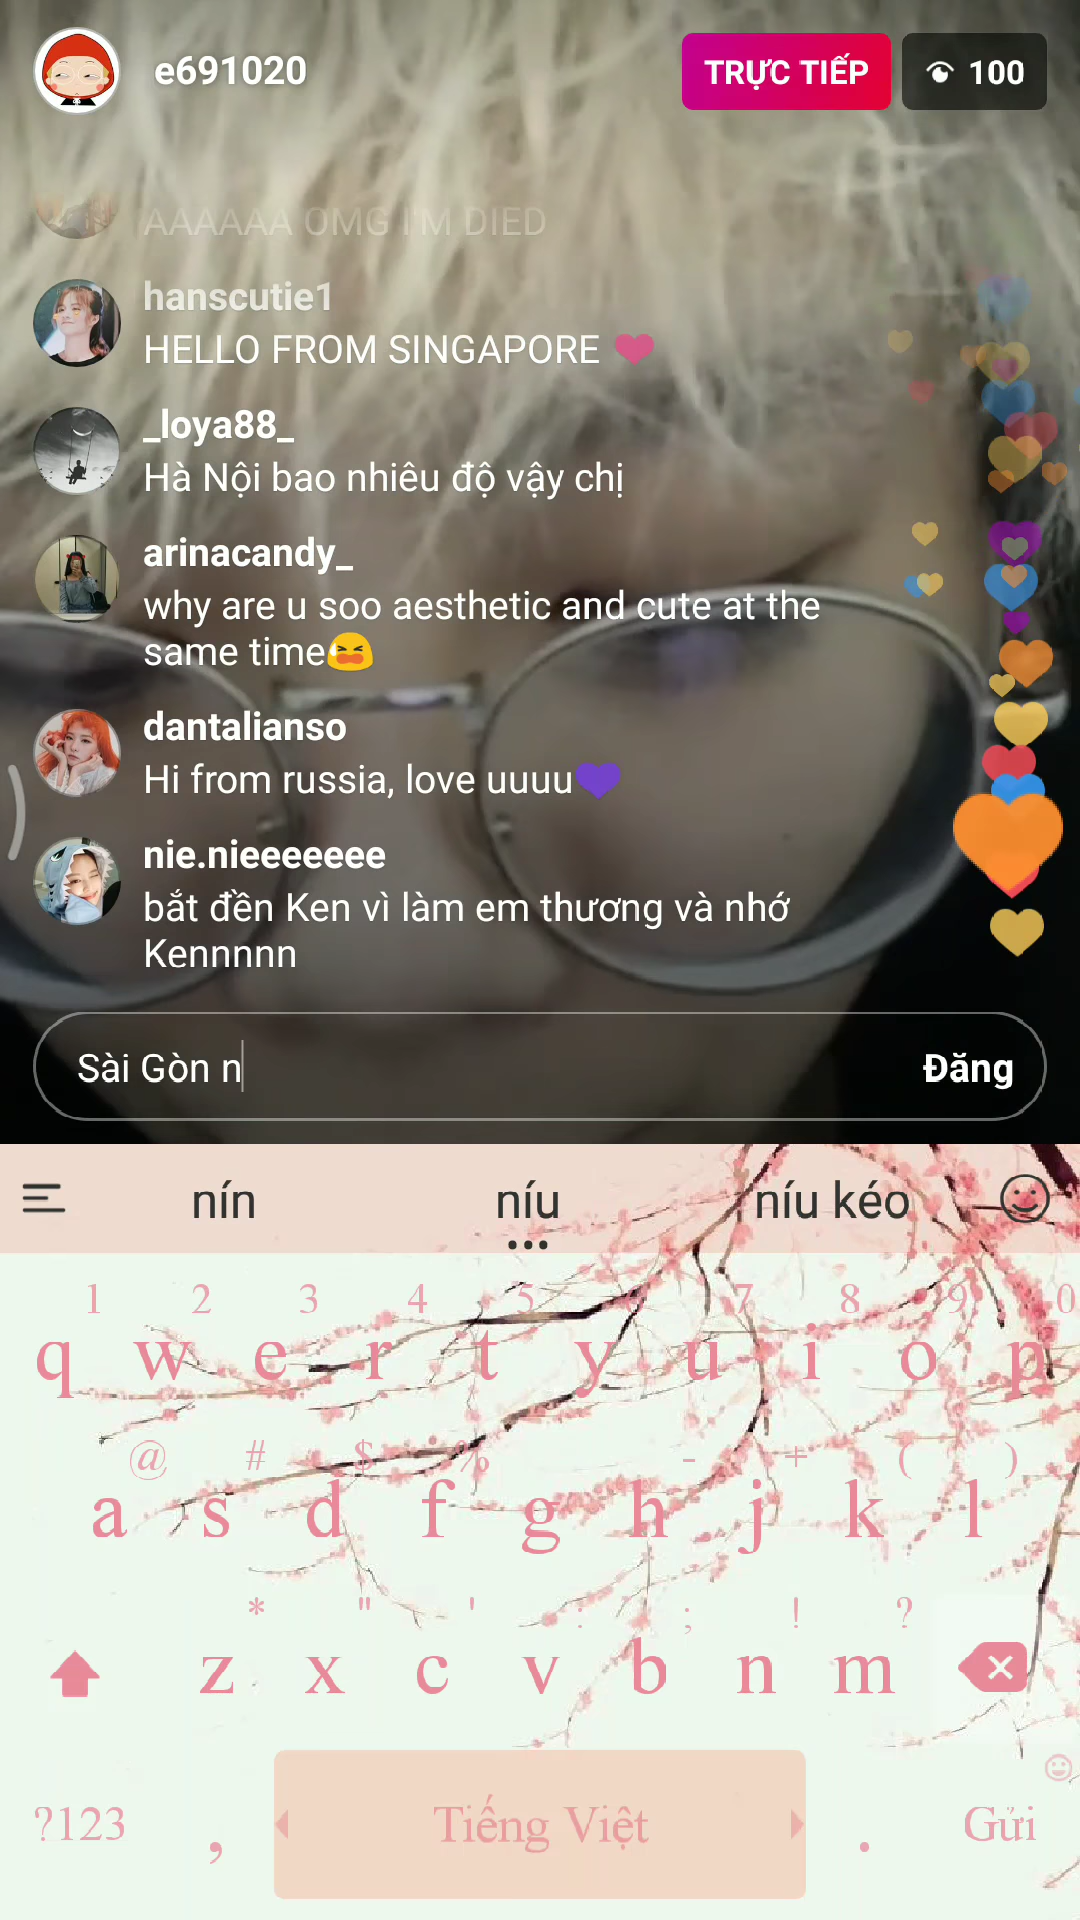 e691020
TRỰC TIẾP
100
AAAAAA OMG I'M DIED
hanscutie1
HELLO FROM SINGAPORE
_loya88_
Hà Nội bao nhiêu độ vậy chị
arinacandy_
why are u soo aesthetic and cute at the
same time
dantalianso
Hi from russia, love uuuu
nie.nieeeeeee
bắt đền Ken vì làm em thương và nhớ
Kennnnn
Sài Gòn n
Đăng
nín níu níu kéo
1 2 3 4 5 7 8 9 0
q w e r t y u i o p
@ # $ % - + ( )
a s d f g h j k l
* " ' : ; ! ?
z x c v b n m
?123 , Tiếng Việt . Gửi